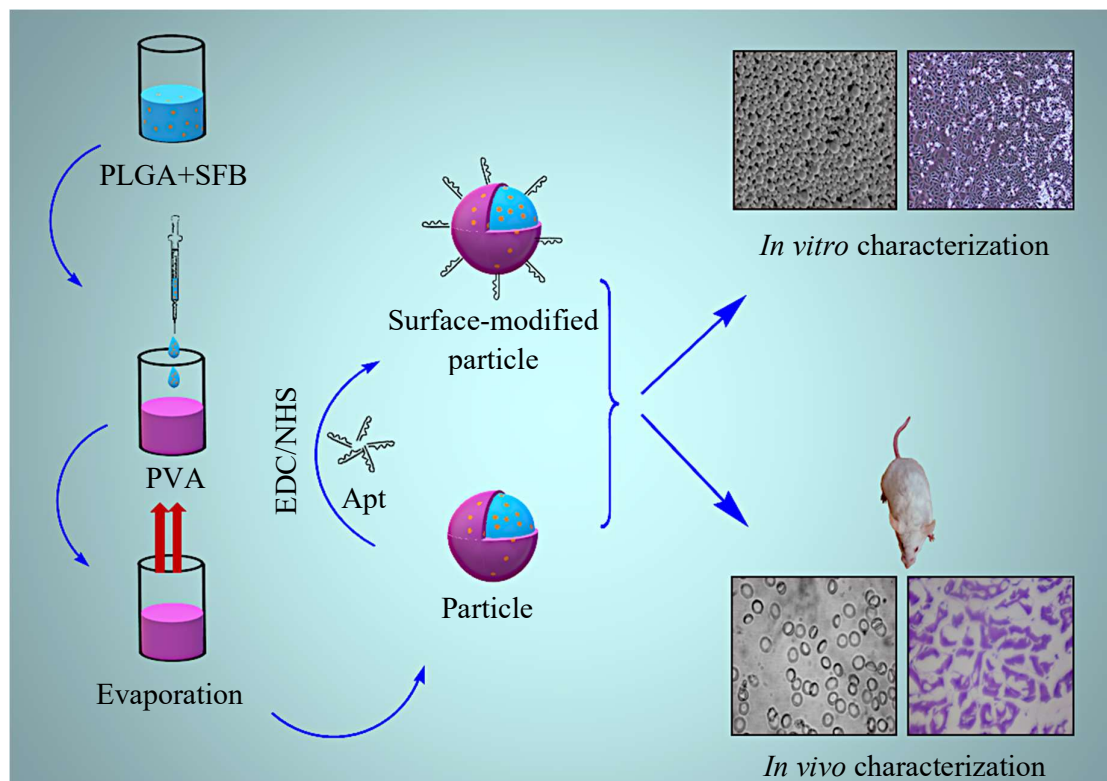 PLGA+SFB
PVA
Evaporation
EDC/NHS
Apt
Surface-modified
particle
Particle
In vitro characterization
In vivo characterization